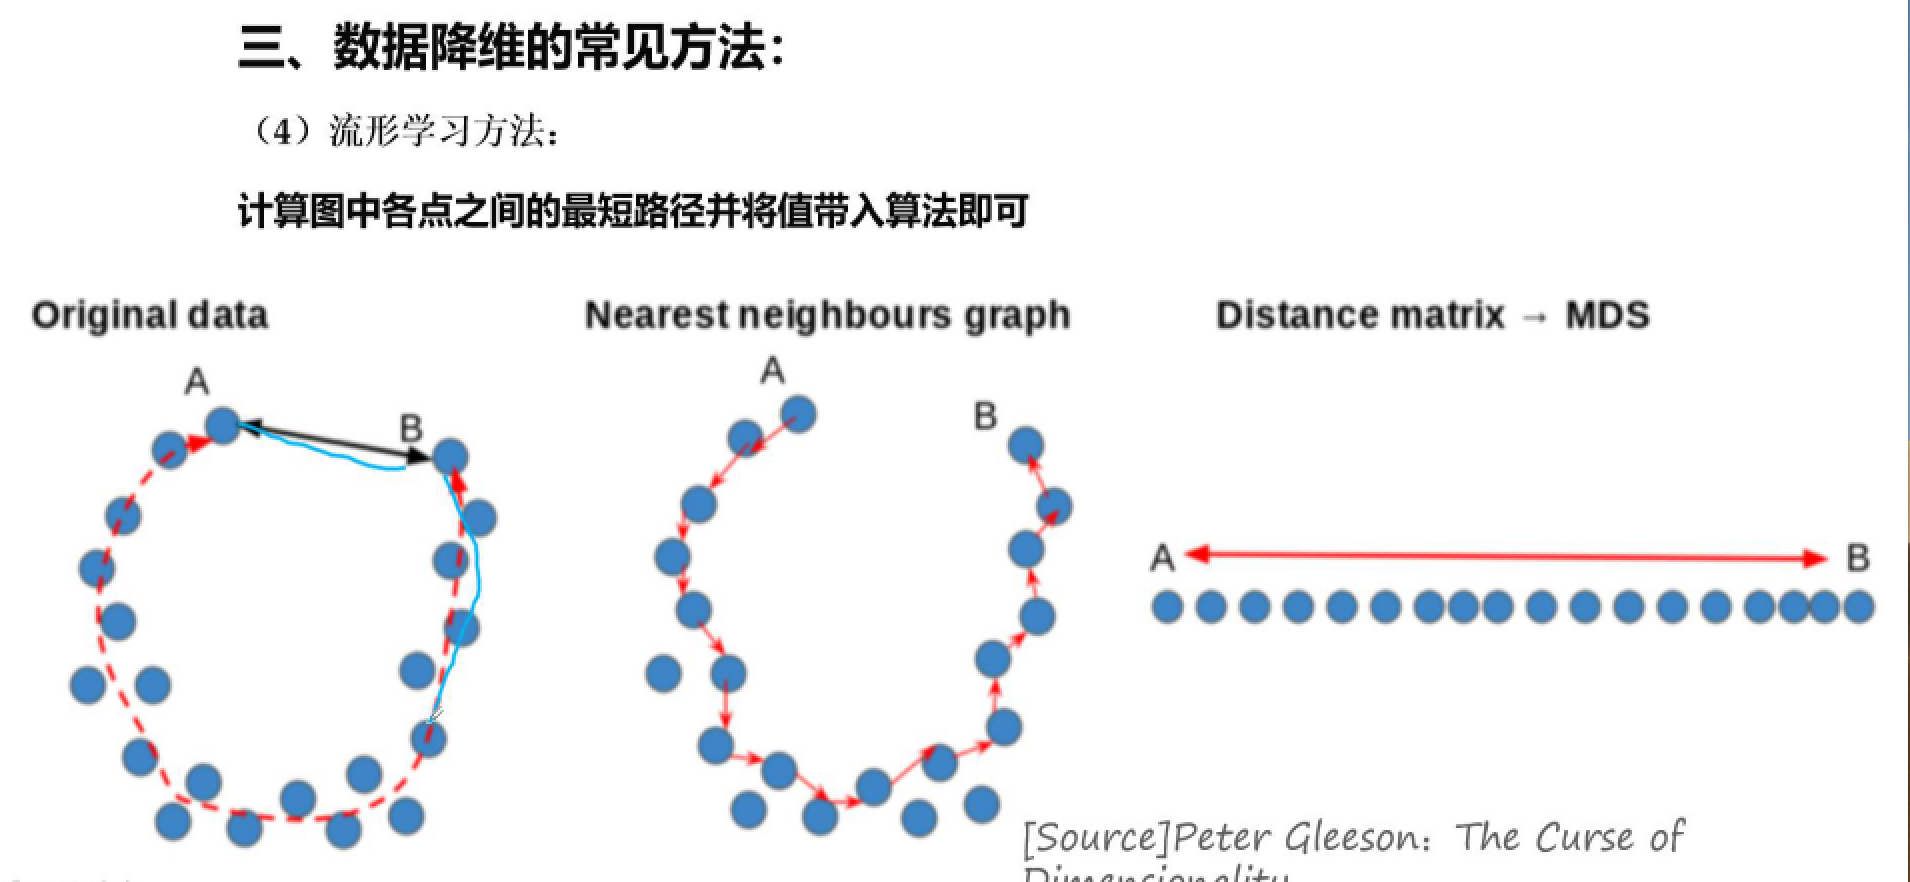 三、数据降维的常见方法：
（4）流形学习方法：
计算图中各点之间的最短路径并将值带入算法即可
Original data
Nearest neighbours graph
Distance matrix → MDS
A
B
A
B
A
B
[Source]Peter Gleeson：The Curse of
Dimensionality